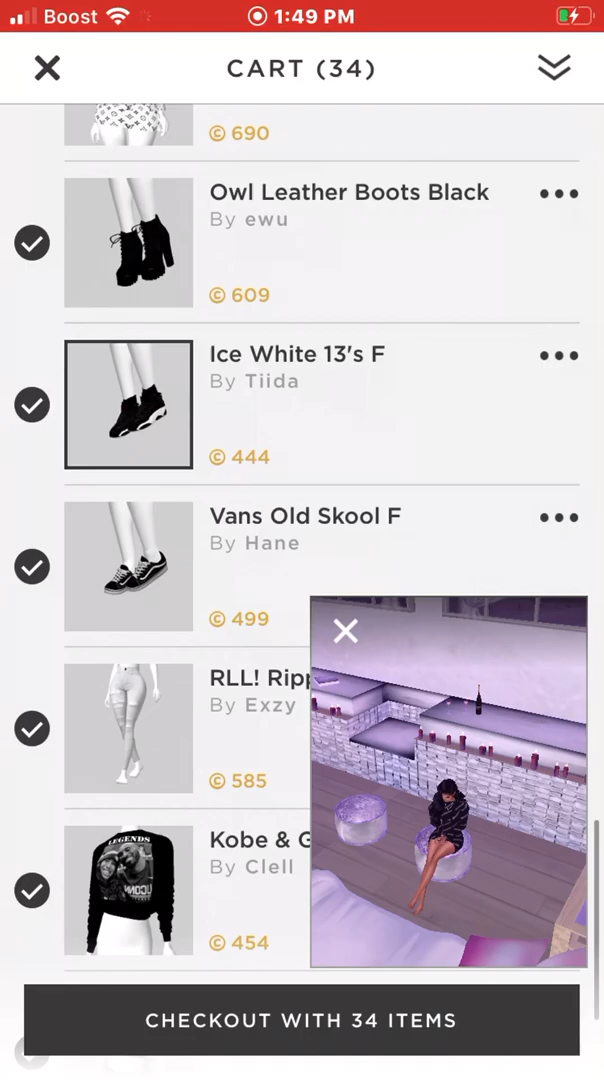 Boost 1:49 PM
CART (34)
© 690
Owl Leather Boots Black
By ewu
© 609
Ice White 13's F
By Tiida
© 444
Vans Old Skool F
By Hane
© 499
RLL!
By Exzy
© 585
LEGENDS
Kobe &
By Clell
© 454
CHECKOUT WITH 34 ITEMS